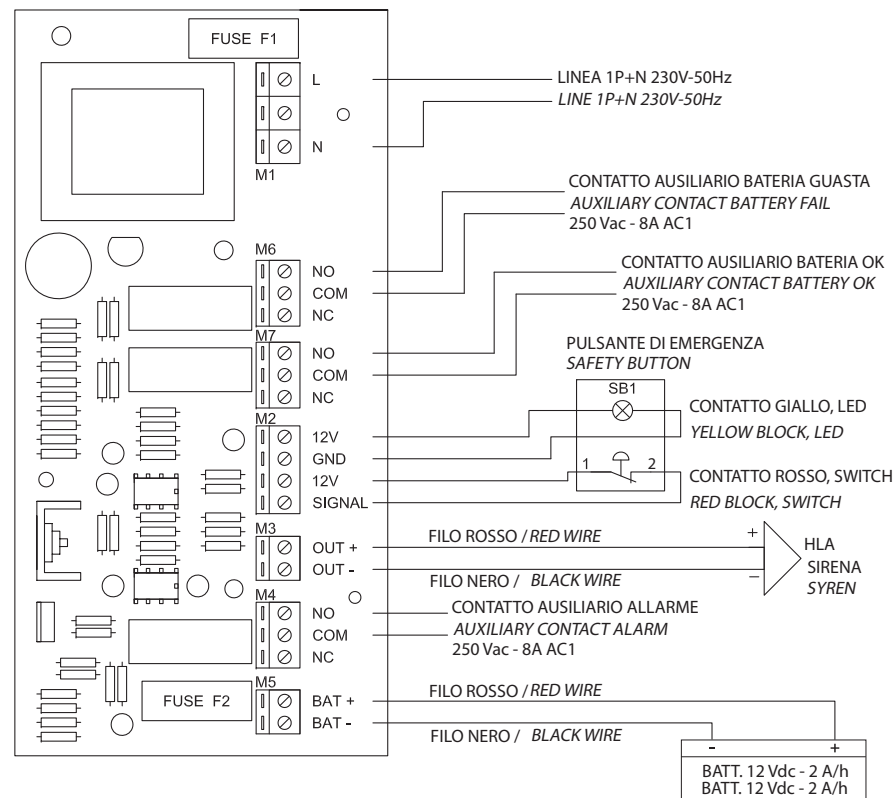 FUSE F1
L
N
M1
LINEA 1P+N 230V-50Hz
LINE 1P+N 230V-50Hz
CONTATTO AUSILIARIO BATERIA GUASTA
AUXILIARY CONTACT BATTERY FAIL
250 Vac - 8A AC1
M6
NO
COM
NC
CONTATTO AUSILIARIO BATERIA OK
AUXILIARY CONTACT BATTERY OK
250 Vac - 8A AC1
M7
NO
COM
NC
PULSANTE DI EMERGENZA
SAFETY BUTTON
SB1
M2
12V
GND
12V
SIGNAL
CONTATTO GIALLO, LED
YELLOW BLOCK, LED
1 2
CONTATTO ROSSO, SWITCH
RED BLOCK, SWITCH
M3
OUT +
OUT -
FILO ROSSO / RED WIRE
FILO NERO / BLACK WIRE
+
−
HLA
SIRENA
SYREN
M4
NO
COM
NC
CONTATTO AUSILIARIO ALLARME
AUXILIARY CONTACT ALARM
250 Vac - 8A AC1
FUSE F2
M5
BAT +
BAT -
FILO ROSSO / RED WIRE
FILO NERO / BLACK WIRE
- +
BATT. 12 Vdc - 2 A/h
BATT. 12 Vdc - 2 A/h